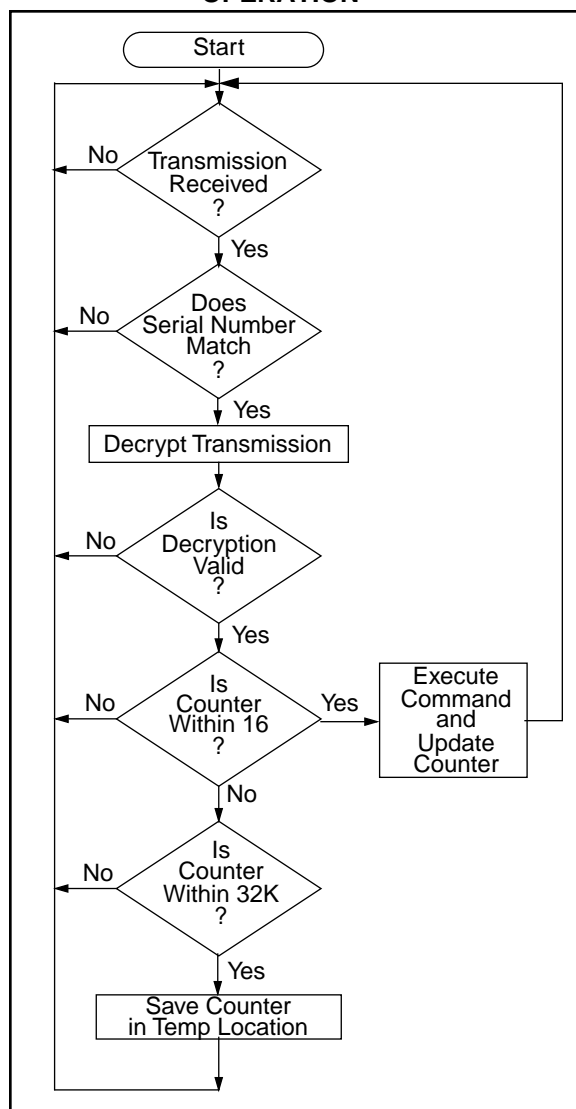 OPERATION
Start
No
Transmission
Received
?
Yes
No
Does
Serial Number
Match
?
Yes
Decrypt Transmission
No
Is
Decryption
Valid
?
Yes
No
Is
Counter
Within 16
?
Yes
Execute
Command
and
Update
Counter
No
No
Is
Counter
Within 32K
?
Yes
Save Counter
in Temp Location